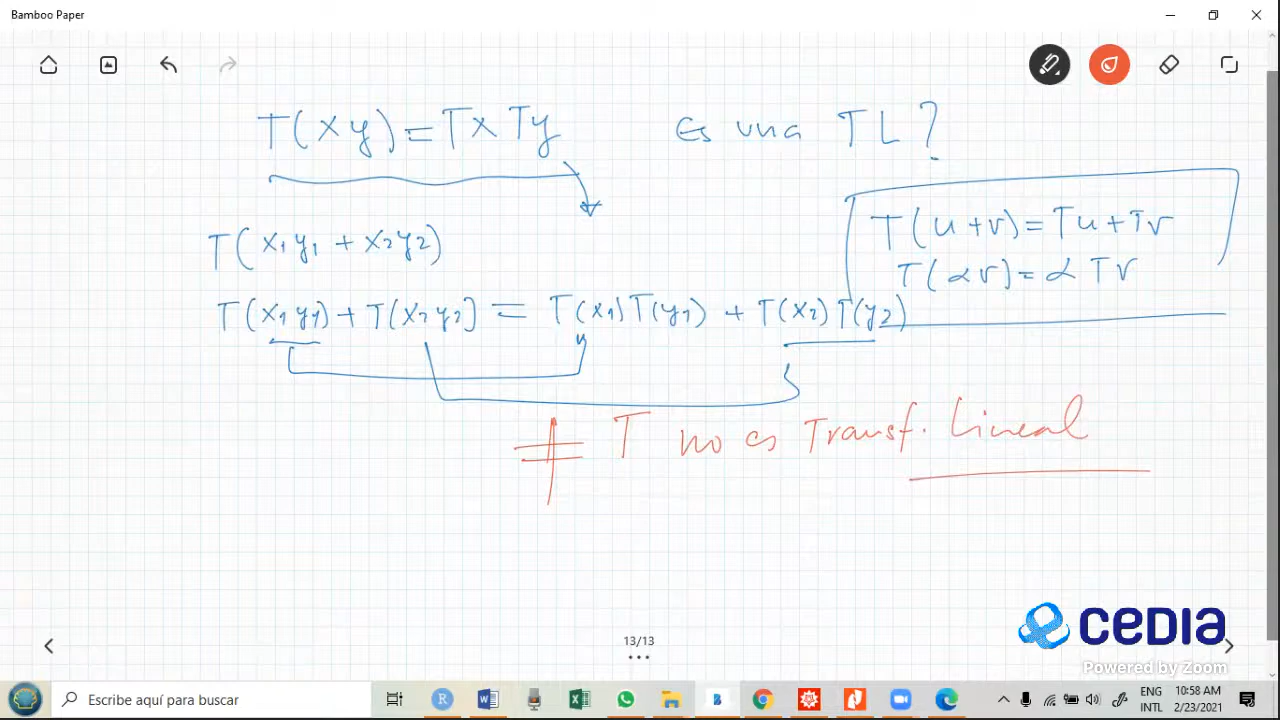 Bamboo Paper
T(xy)=Tx Ty Es una TL?
T(u+v)=Tu+Tv
T(x1y1+x2y2)
T(αv)=αTv
T(x1y1)+T(x2y2)=T(x1)T(y1)+T(x2)T(y2)
≠ T no es Transf. Lineal
13/13
cedia
Powered by Zoom
Escribe aquí para buscar
ENG 10:58 AM
INTL 2/23/2021